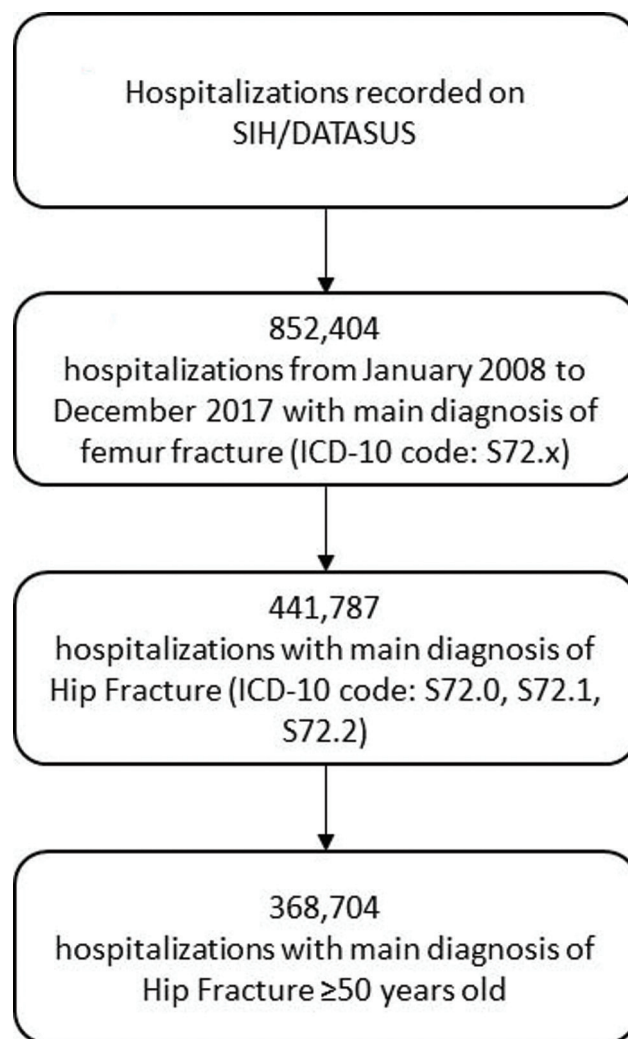 Hospitalizations recorded on
SIH/DATASUS
852,404
hospitalizations from January 2008 to
December 2017 with main diagnosis of
femur fracture (ICD-10 code: S72.x)
441,787
hospitalizations with main diagnosis of
Hip Fracture (ICD-10 code: S72.0, S72.1,
S72.2)
368,704
hospitalizations with main diagnosis of
Hip Fracture ≥50 years old